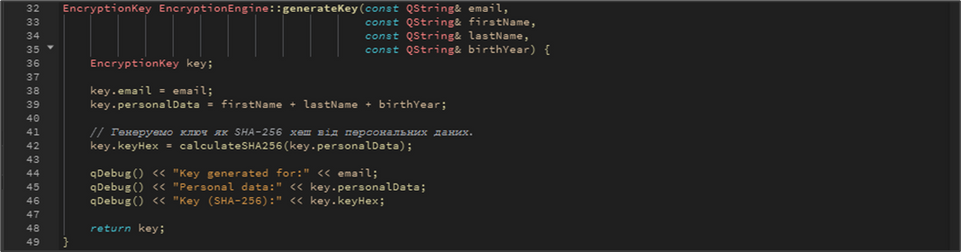 32 EncryptionKey EncryptionEngine::generateKey(const QString& email,
33 const QString& firstName,
34 const QString& lastName,
35 const QString& birthYear) {
36 EncryptionKey key;
37
38 key.email = email;
39 key.personalData = firstName + lastName + birthYear;
40
41 // Генеруємо ключ як SHA-256 хеш від персональних даних.
42 key.keyHex = calculateSHA256(key.personalData);
43
44 qDebug() << "Key generated for:" << email;
45 qDebug() << "Personal data:" << key.personalData;
46 qDebug() << "Key (SHA-256):" << key.keyHex;
47
48 return key;
49 }